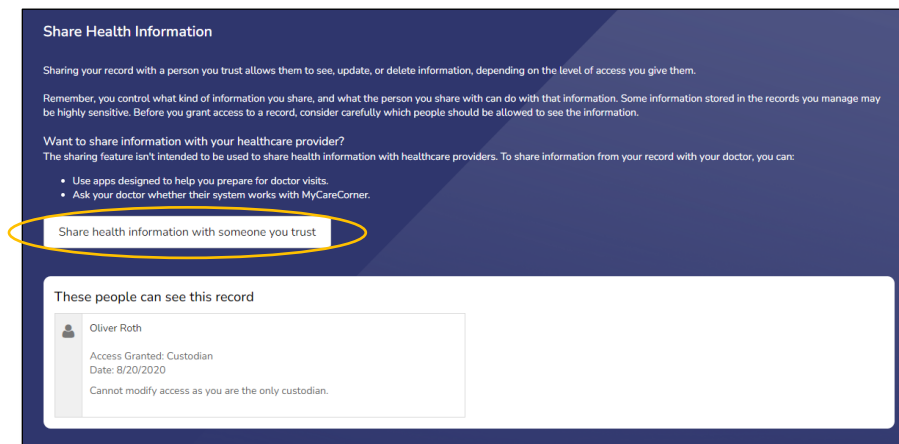 Share Health Information
Sharing your record with a person you trust allows them to see, update, or delete information, depending on the level of access you give them.
Remember, you control what kind of information you share, and what the person you share with can do with that information. Some information stored in the records you manage may
be highly sensitive. Before you grant access to a record, consider carefully which people should be allowed to see the information.
Want to share information with your healthcare provider?
The sharing feature isn't intended to be used to share health information with healthcare providers. To share information from your record with your doctor, you can:
• Use apps designed to help you prepare for doctor visits.
• Ask your doctor whether their system works with MyCareCorner.
Share health information with someone you trust
These people can see this record
Oliver Roth
Access Granted: Custodian
Date: 8/20/2020
Cannot modify access as you are the only custodian.